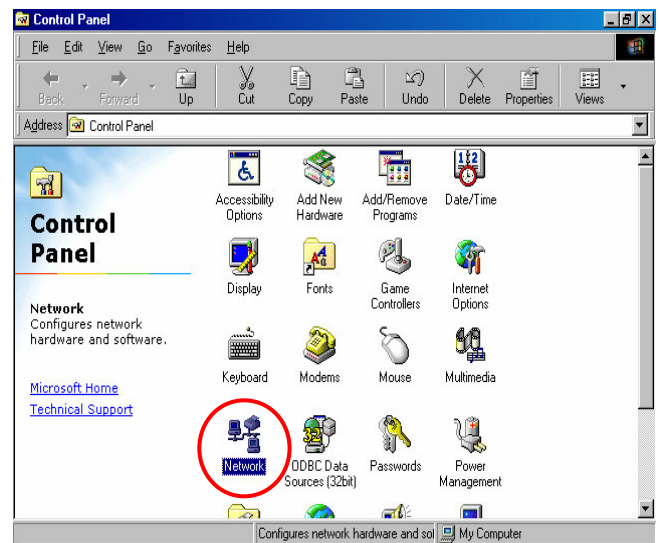 Control Panel
File Edit View Go Favorites Help
Back Forward Up Cut Copy Paste Undo Delete Properties Views
Address Control Panel
Control
Panel
Network
Configures network
hardware and software.
Microsoft Home
Technical Support
Accessibility
Options
Add New
Hardware
Add/Remove
Programs
Date/Time
Display
Fonts
Game
Controllers
Internet
Options
Keyboard
Modems
Mouse
Multimedia
Network
ODBC Data
Sources (32bit)
Passwords
Power
Management
Configures network hardware and sol
My Computer